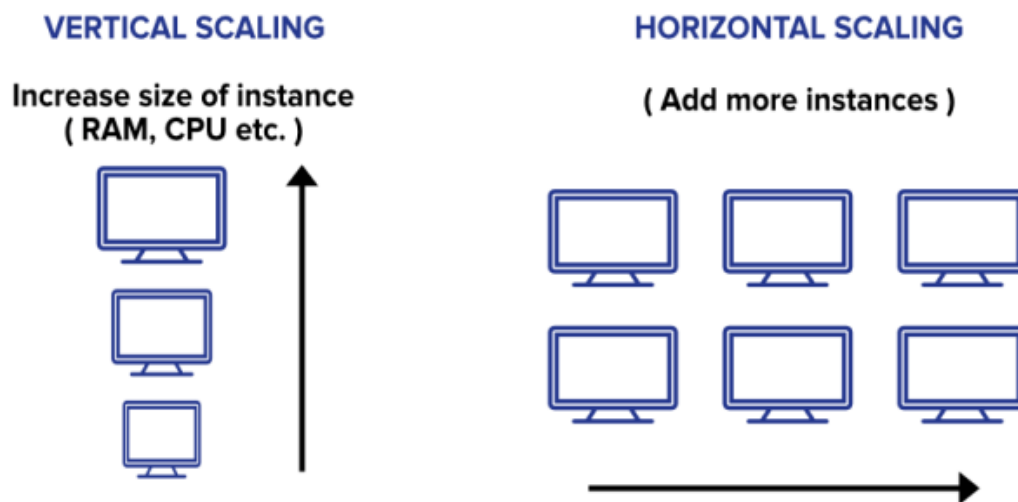 VERTICAL SCALING
Increase size of instance
( RAM, CPU etc. )
HORIZONTAL SCALING
( Add more instances )